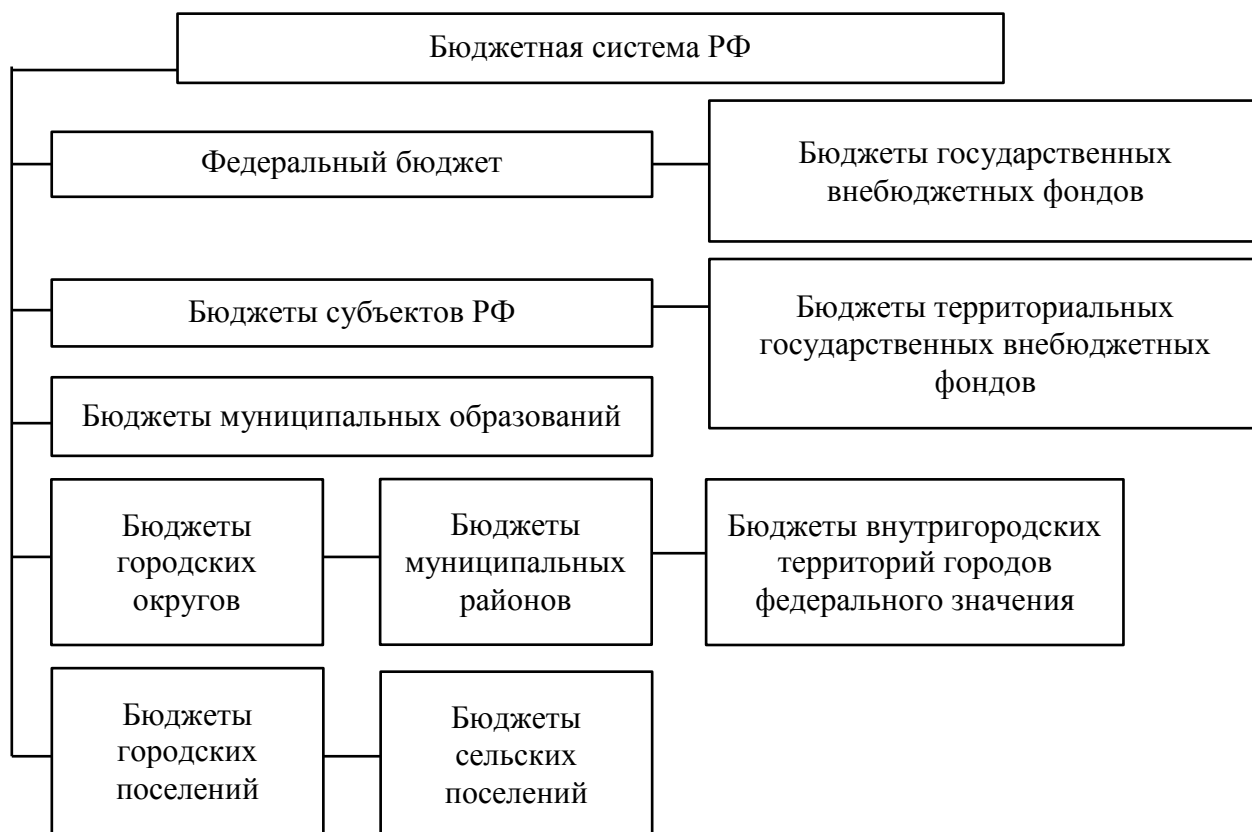 Бюджетная система РФ
Федеральный бюджет
Бюджеты государственных
внебюджетных фондов
Бюджеты субъектов РФ
Бюджеты территориальных
государственных внебюджетных
фондов
Бюджеты муниципальных образований
Бюджеты
городских
округов
Бюджеты
муниципальных
районов
Бюджеты внутригородских
территорий городов
федерального значения
Бюджеты
городских
поселений
Бюджеты
сельских
поселений